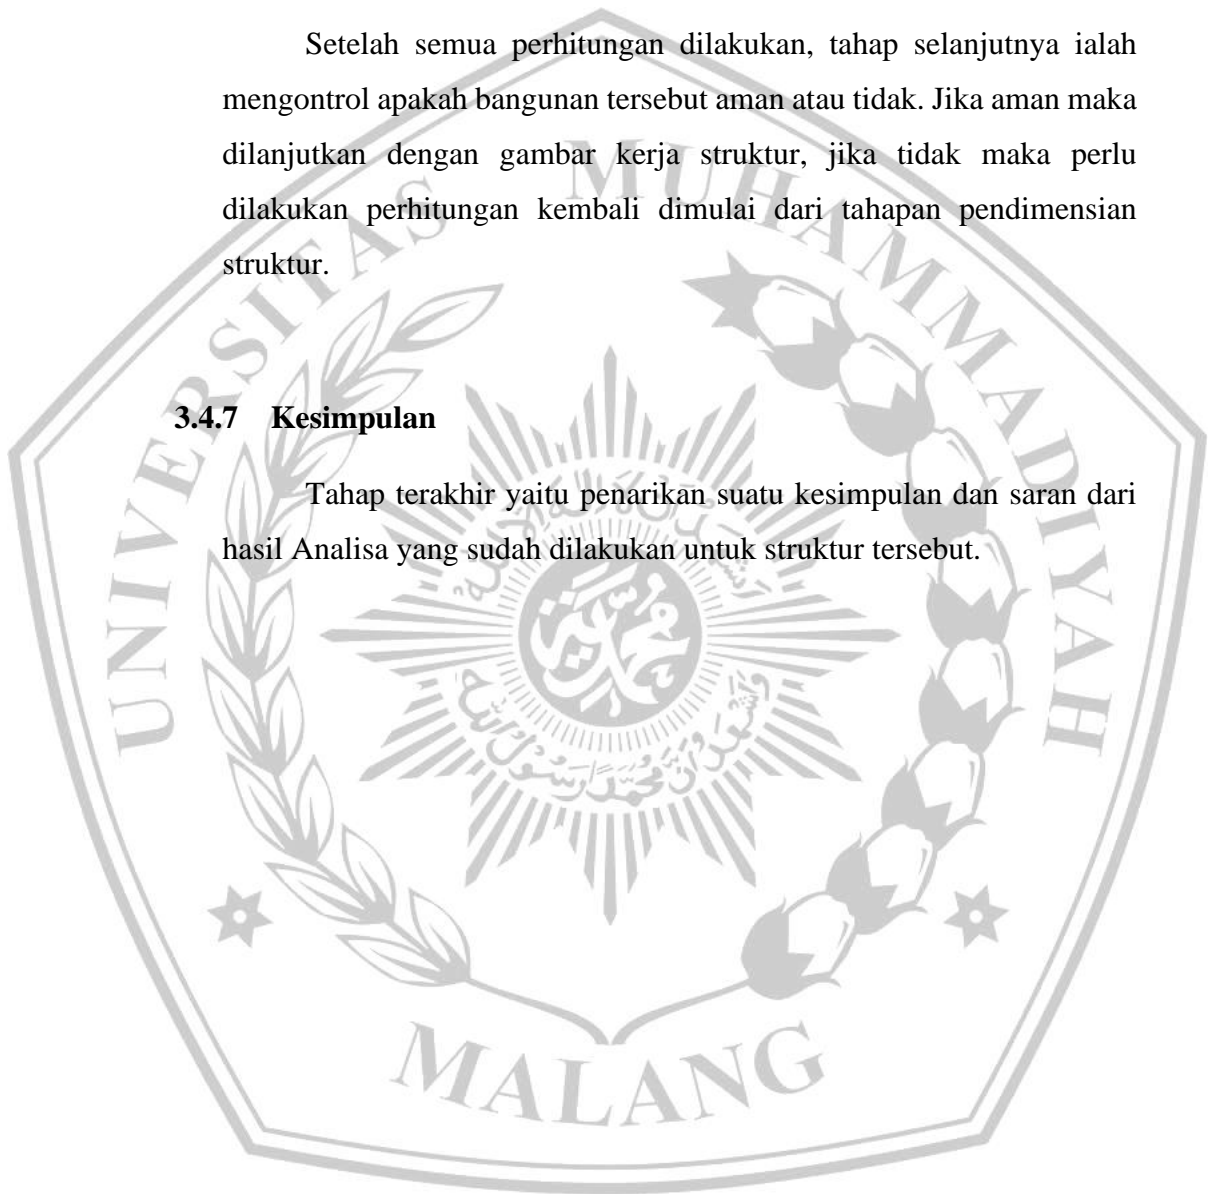 Setelah semua perhitungan dilakukan, tahap selanjutnya ialah
mengontrol apakah bangunan tersebut aman atau tidak. Jika aman maka
dilanjutkan dengan gambar kerja struktur, jika tidak maka perlu
dilakukan perhitungan kembali dimulai dari tahapan pendimensian
struktur.
3.4.7 Kesimpulan
Tahap terakhir yaitu penarikan suatu kesimpulan dan saran dari
hasil Analisa yang sudah dilakukan untuk struktur tersebut.
UNIVERSITAS MUHAMMADIYAH
MALANG